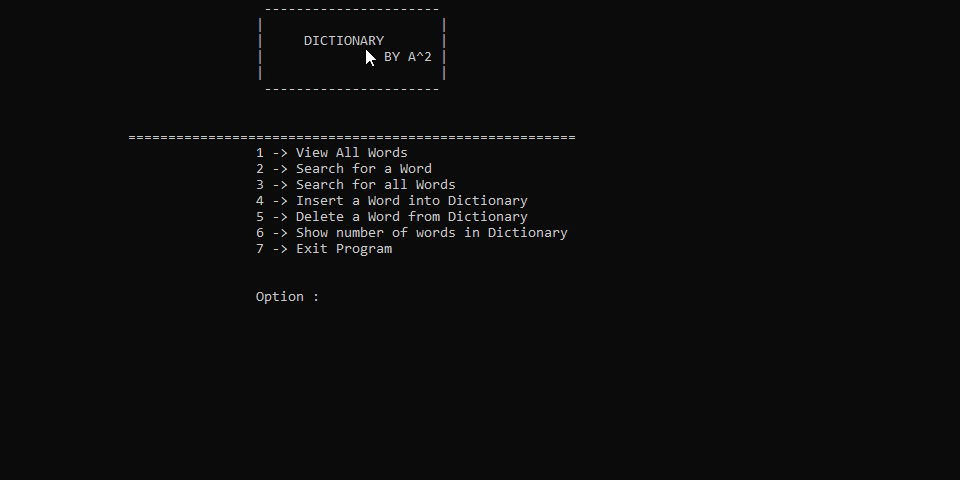 DICTIONARY
BY A^2
========================================================
1 -> View All Words
2 -> Search for a Word
3 -> Search for all Words
4 -> Insert a Word into Dictionary
5 -> Delete a Word from Dictionary
6 -> Show number of words in Dictionary
7 -> Exit Program
Option :